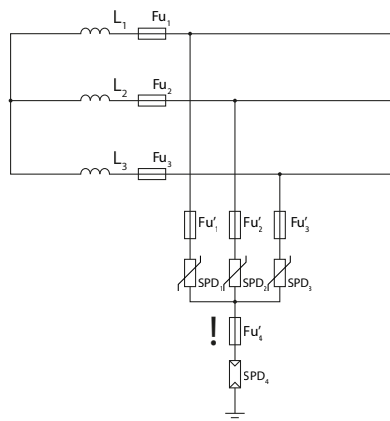 L₁ Fu₁
L₂ Fu₂
L₃ Fu₃
Fu'₁ Fu'₂ Fu'₃
SPD₁ SPD₂ SPD₃
! Fu'₄
SPD₄